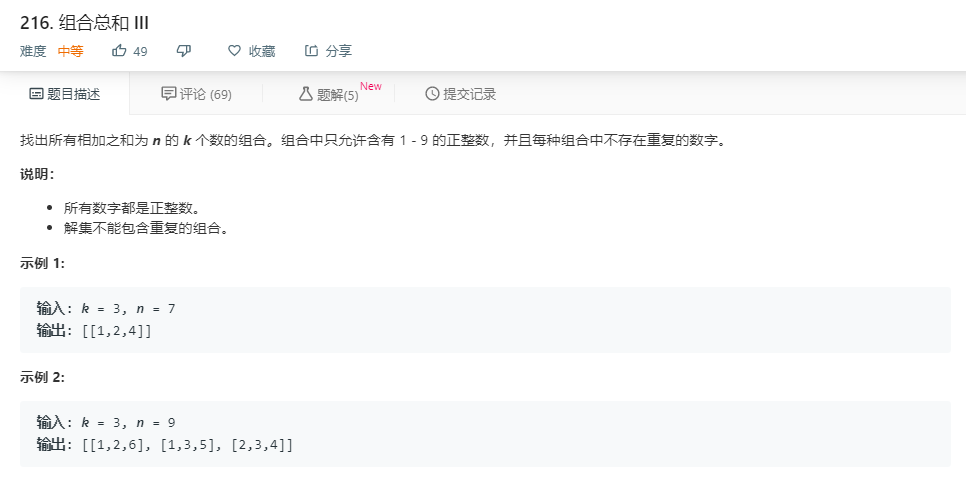 216. 组合总和 III
难度 中等 49 收藏 分享
题目描述 评论 (69) 题解(5) New 提交记录
找出所有相加之和为 n 的 k 个数的组合。组合中只允许含有 1 - 9 的正整数，并且每种组合中不存在重复的数字。
说明：
• 所有数字都是正整数。
• 解集不能包含重复的组合。
示例 1:
输入: k = 3, n = 7
输出: [[1,2,4]]
示例 2:
输入: k = 3, n = 9
输出: [[1,2,6], [1,3,5], [2,3,4]]